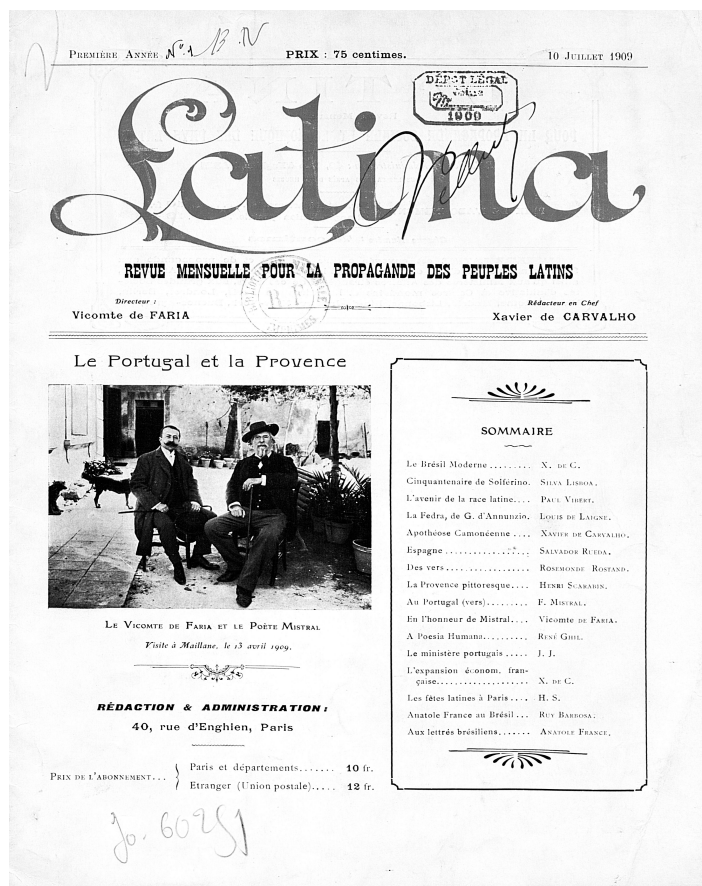 PREMIÈRE ANNÉE N° 1 B.N
PRIX : 75 centimes.
10 JUILLET 1909
DÉPÔT LÉGAL
1909
Latina
REVUE MENSUELLE POUR LA PROPAGANDE DES PEUPLES LATINS
R F
Directeur :
Vicomte de FARIA
Rédacteur en Chef
Xavier de CARVALHO
Le Portugal et la Provence
LE VICOMTE DE FARIA ET LE POÈTE MISTRAL
Visite à Maillane, le 13 avril 1909.
RÉDACTION & ADMINISTRATION :
40, rue d'Enghien, Paris
PRIX DE L'ABONNEMENT...
Paris et départements....... 10 fr.
Etranger (Union postale)..... 12 fr.
Jo. 60251
SOMMAIRE
Le Brésil Moderne......... X. DE C.
Cinquantenaire de Solférino. SILVA LISBOA.
L'avenir de la race latine.... PAUL VIBERT.
La Fedra, de G. d'Annunzio. LOUIS DE LAIGNE.
Apothéose Camonéenne .... XAVIER DE CARVALHO.
Espagne ................ SALVADOR RUEDA.
Des vers ................. ROSEMONDE ROSTAND.
La Provence pittoresque.... HENRI SCARABIN.
Au Portugal (vers)......... F. MISTRAL.
En l'honneur de Mistral.... Vicomte DE FARIA.
A Poesia Humana......... RENÉ GHIL.
Le ministère portugais ..... J. J.
L'expansion économ. fran-
çaise................... X. DE C.
Les fêtes latines à Paris .... H. S.
Anatole France au Brésil ... RUY BARBOSA.
Aux lettrés brésiliens....... ANATOLE FRANCE.